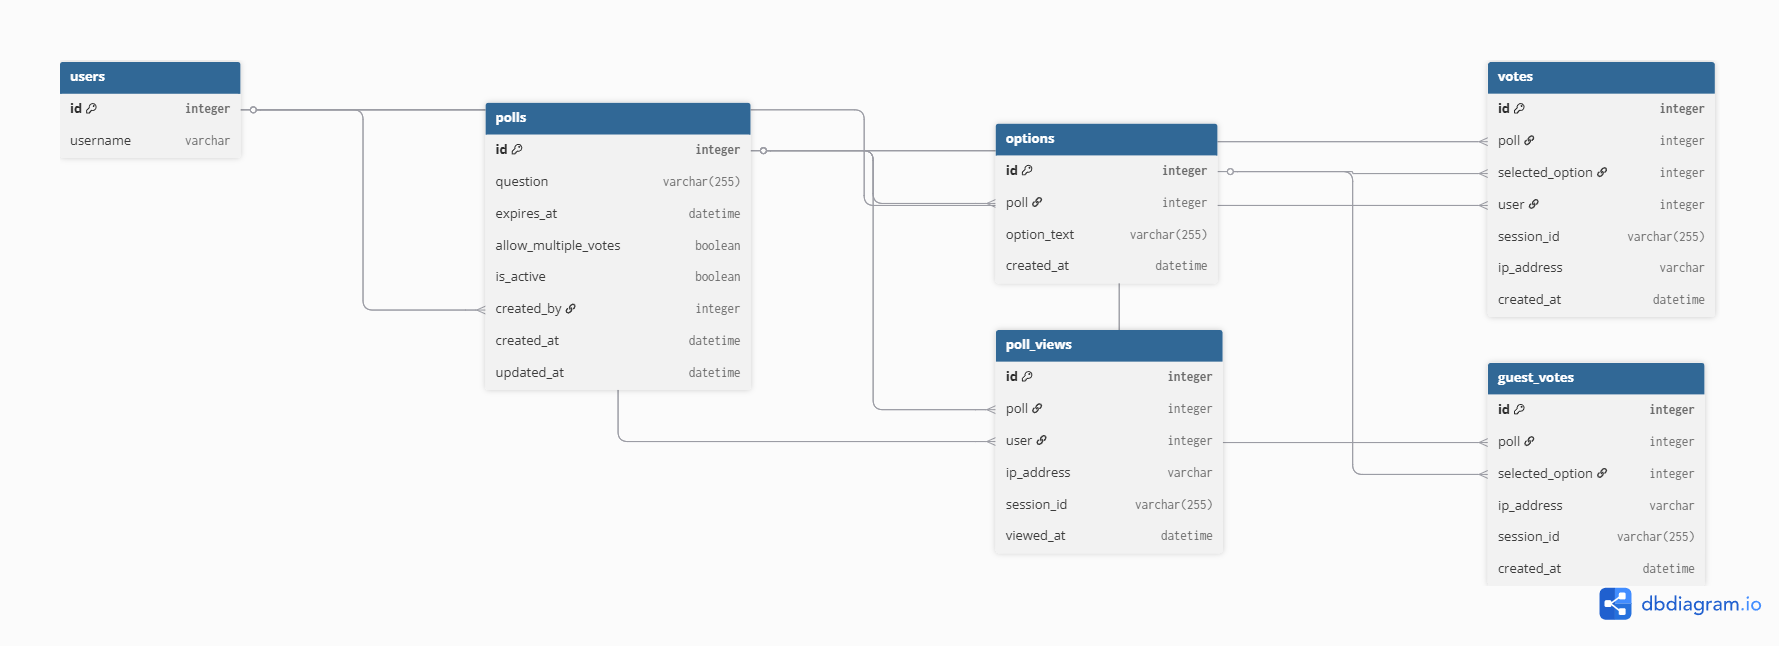 users
id integer
username varchar
polls
id integer
question varchar(255)
expires_at datetime
allow_multiple_votes boolean
is_active boolean
created_by integer
created_at datetime
updated_at datetime
options
id integer
poll integer
option_text varchar(255)
created_at datetime
poll_views
id integer
poll integer
user integer
ip_address varchar
session_id varchar(255)
viewed_at datetime
votes
id integer
poll integer
selected_option integer
user integer
session_id varchar(255)
ip_address varchar
created_at datetime
guest_votes
id integer
poll integer
selected_option integer
ip_address varchar
session_id varchar(255)
created_at datetime
dbdiagram.io